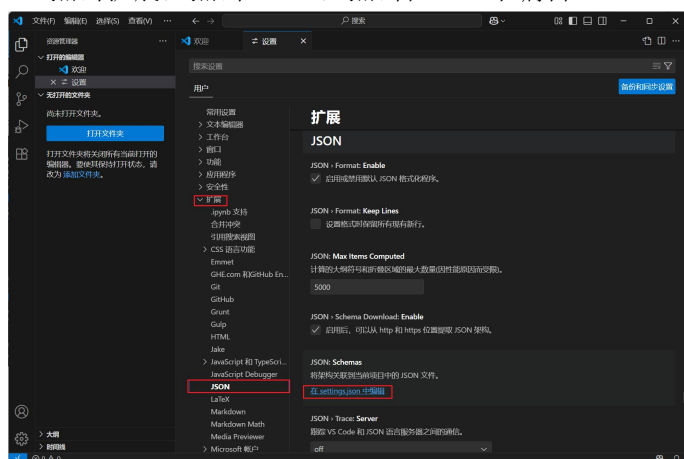 文件(F) 编辑(E) 选择(S) 查看(V) ··· 搜索
资源管理器 ···
欢迎
设置
打开的编辑器
欢迎
设置
无打开的文件夹
尚未打开文件夹。
打开文件夹
打开文件夹将关闭所有当前打开的
编辑器。要使其保持打开状态，请
改为 添加文件夹。
大纲
时间线
搜索设置
用户
备份和同步设置
常用设置
文本编辑器
工作台
窗口
功能
应用程序
安全性
扩展
.ipynb 支持
合并冲突
引用搜索视图
CSS 语言功能
Emmet
GHE.com 和GitHub En...
Git
GitHub
Grunt
Gulp
HTML
Jake
JavaScript 和 TypeScri...
JavaScript Debugger
JSON
LaTeX
Markdown
Markdown Math
Media Previewer
Microsoft 帐户
扩展
JSON
JSON › Format: Enable
启用或禁用默认 JSON 格式化程序。
JSON › Format: Keep Lines
设置格式时保留所有现有新行。
JSON: Max Items Computed
计算的大纲符号和折叠区域的最大数量(因性能原因而受限)。
5000
JSON › Schema Download: Enable
启用后，可以从 http 和 https 位置提取 JSON 架构。
JSON: Schemas
将架构关联到当前项目中的 JSON 文件。
在 settings.json 中编辑
JSON › Trace: Server
跟踪 VS Code 和 JSON 语言服务器之间的通信。
off